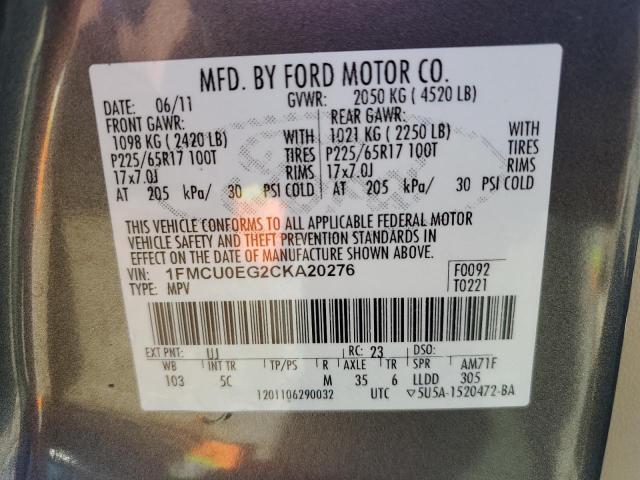 MFD. BY FORD MOTOR CO.
DATE: 06/11 GVWR: 2050 KG ( 4520 LB)
FRONT GAWR: REAR GAWR:
1098 KG ( 2420 LB) WITH 1021 KG ( 2250 LB) WITH
P225/65R17 100T TIRES P225/65R17 100T TIRES
17x7.0J RIMS 17x7.0J RIMS
AT 205 kPa/ 30 PSI COLD AT 205 kPa/ 30 PSI COLD
THIS VEHICLE CONFORMS TO ALL APPLICABLE FEDERAL MOTOR
VEHICLE SAFETY AND THEFT PREVENTION STANDARDS IN
EFFECT ON THE DATE OF MANUFACTURE SHOWN ABOVE.
VIN: 1FMCU0EG2CKA20276 F0092
TYPE: MPV T0221
EXT PNT: UJ RC: 23 DSO:
WB INT TR TP/PS R AXLE TR SPR AM71F
103 5C M 35 6 LLDD 305
1201106290032 UTC ▽5U5A-1520472-BA